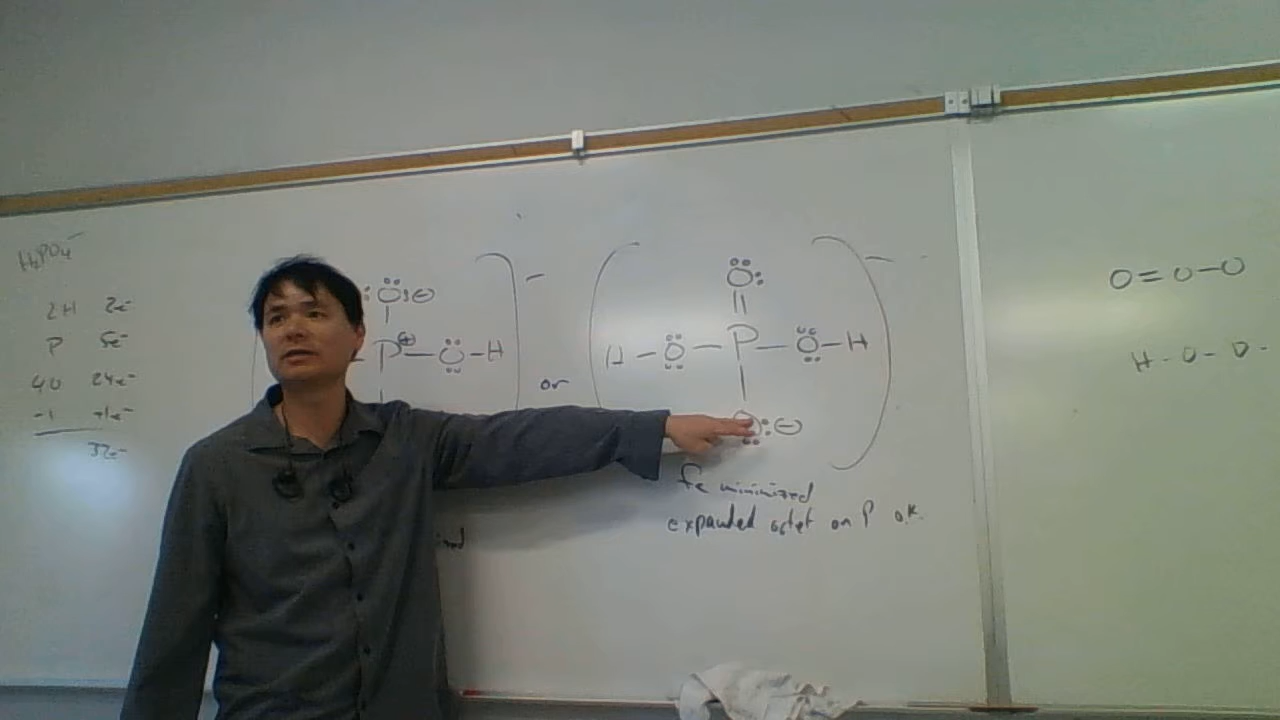 H₂PO₄⁻
2H 2e⁻
P 5e⁻
4O 24e⁻
-1 +1e⁻
32e⁻
:O:⊖
P⊕-O-H
-
or
O:
H-O-P-O-H
O:⊖
-
fc minimized
expanded octet on P o.k.
O=O-O
H-O-O-